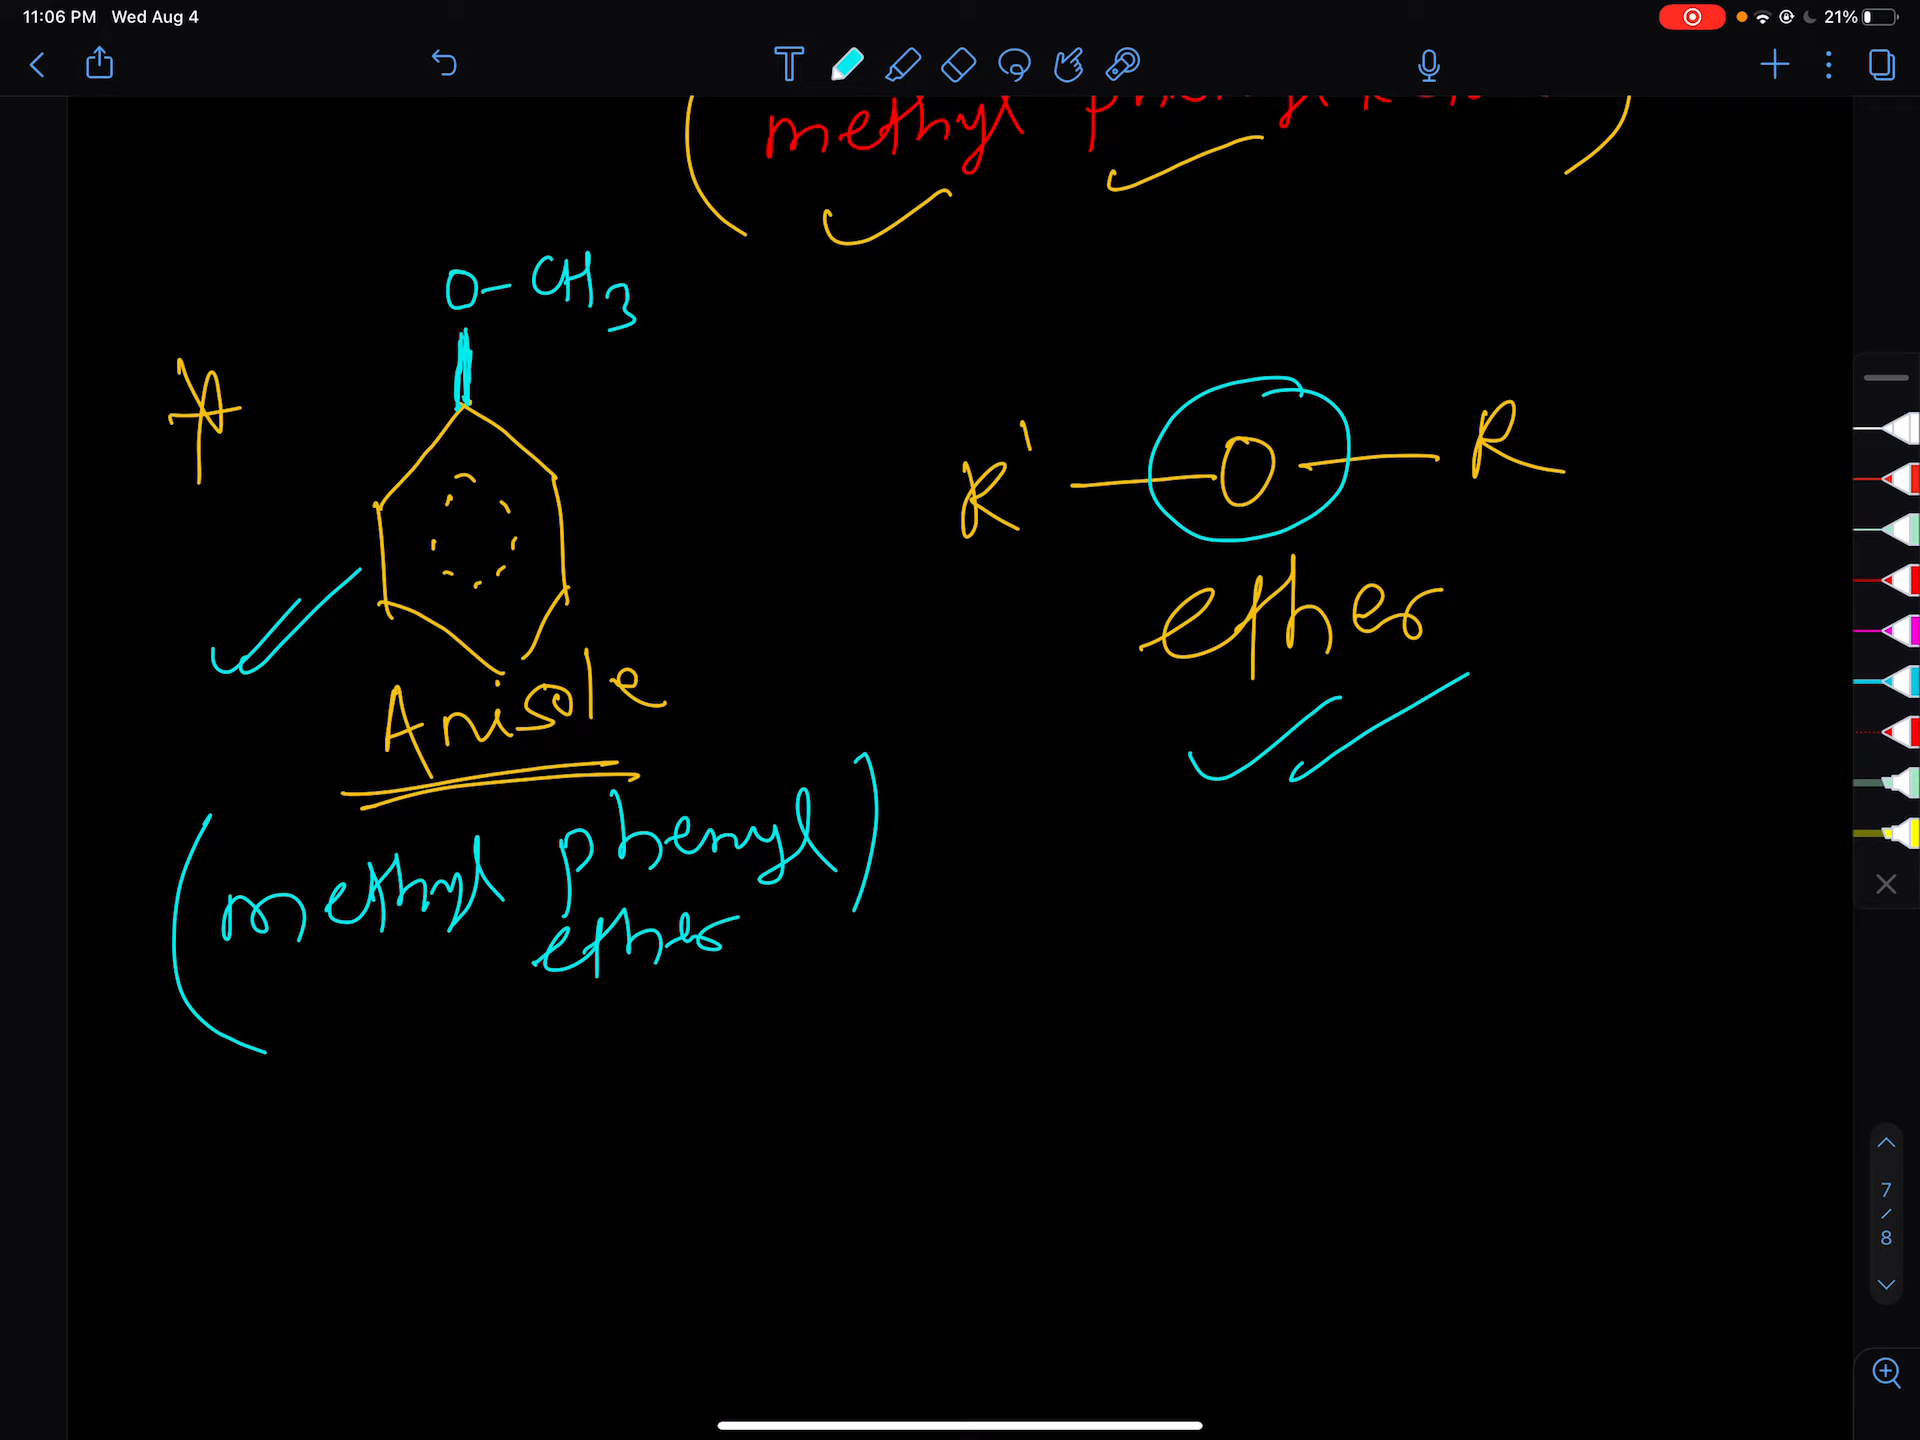 11:06 PM Wed Aug 4
21%
methyl
O-CH3
R' O R
ether
Anisole
(methyl phenyl)
ether
7
/
8